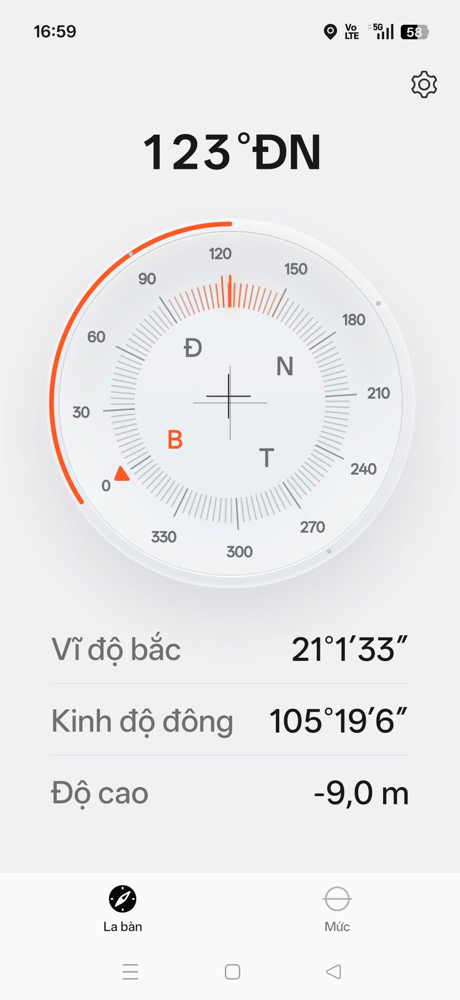 16:59 Vo LTE 5G 58
123°ĐN
120
150
90
180
60
Đ
N
210
30
B
T
240
0
270
330
300
Vĩ độ bắc 21°1′33″
Kinh độ đông 105°19′6″
Độ cao -9,0 m
La bàn Mức